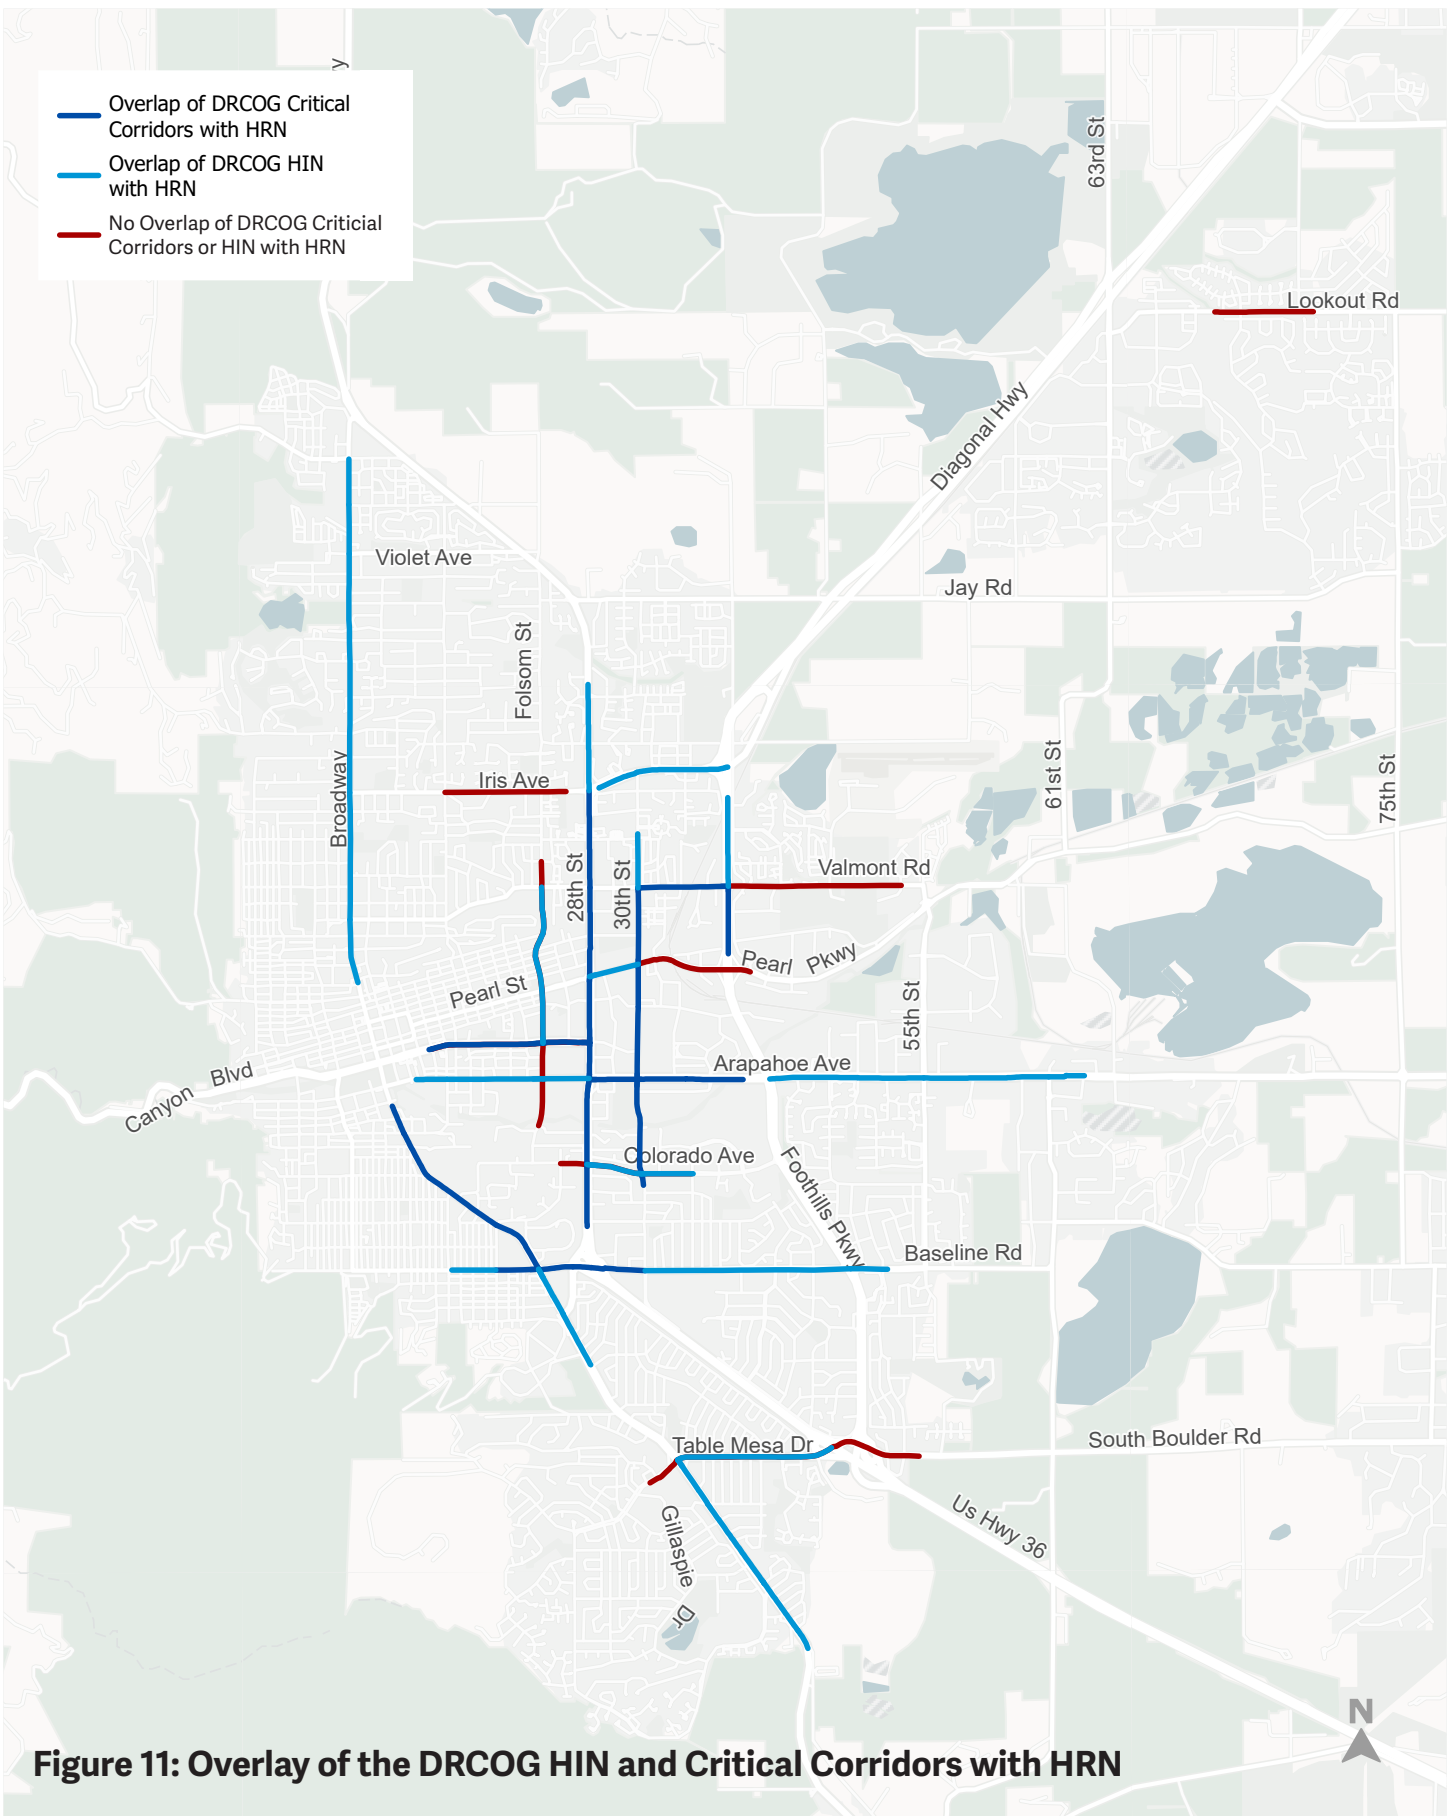 y
Overlap of DRCOG Critical
Corridors with HRN
Overlap of DRCOG HIN
with HRN
No Overlap of DRCOG Criticial
Corridors or HIN with HRN
63rd St
Lookout Rd
Diagonal Hwy
Violet Ave
Jay Rd
Folsom St
Broadway
Iris Ave
61st St
75th St
28th St
30th St
Valmont Rd
Pearl Pkwy
Pearl St
55th St
Arapahoe Ave
Canyon Blvd
Colorado Ave
Foothills Pkwy
Baseline Rd
Table Mesa Dr
South Boulder Rd
Gillaspie Dr
Us Hwy 36
N
Figure 11: Overlay of the DRCOG HIN and Critical Corridors with HRN